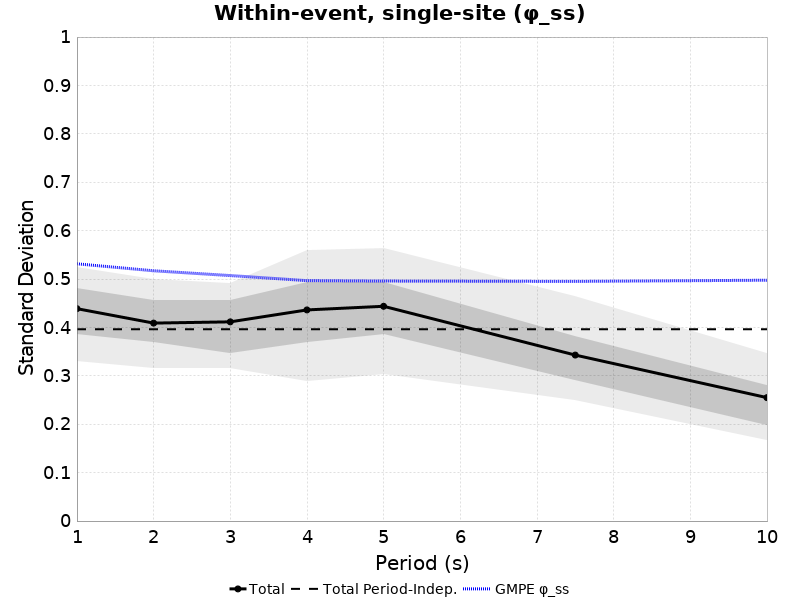 Within-event, single-site (φ_ss)
1
0.9
0.8
0.7
0.6
0.5
0.4
0.3
0.2
0.1
0
Standard Deviation
1 2 3 4 5 6 7 8 9 10
Period (s)
Total Total Period-Indep. GMPE φ_ss